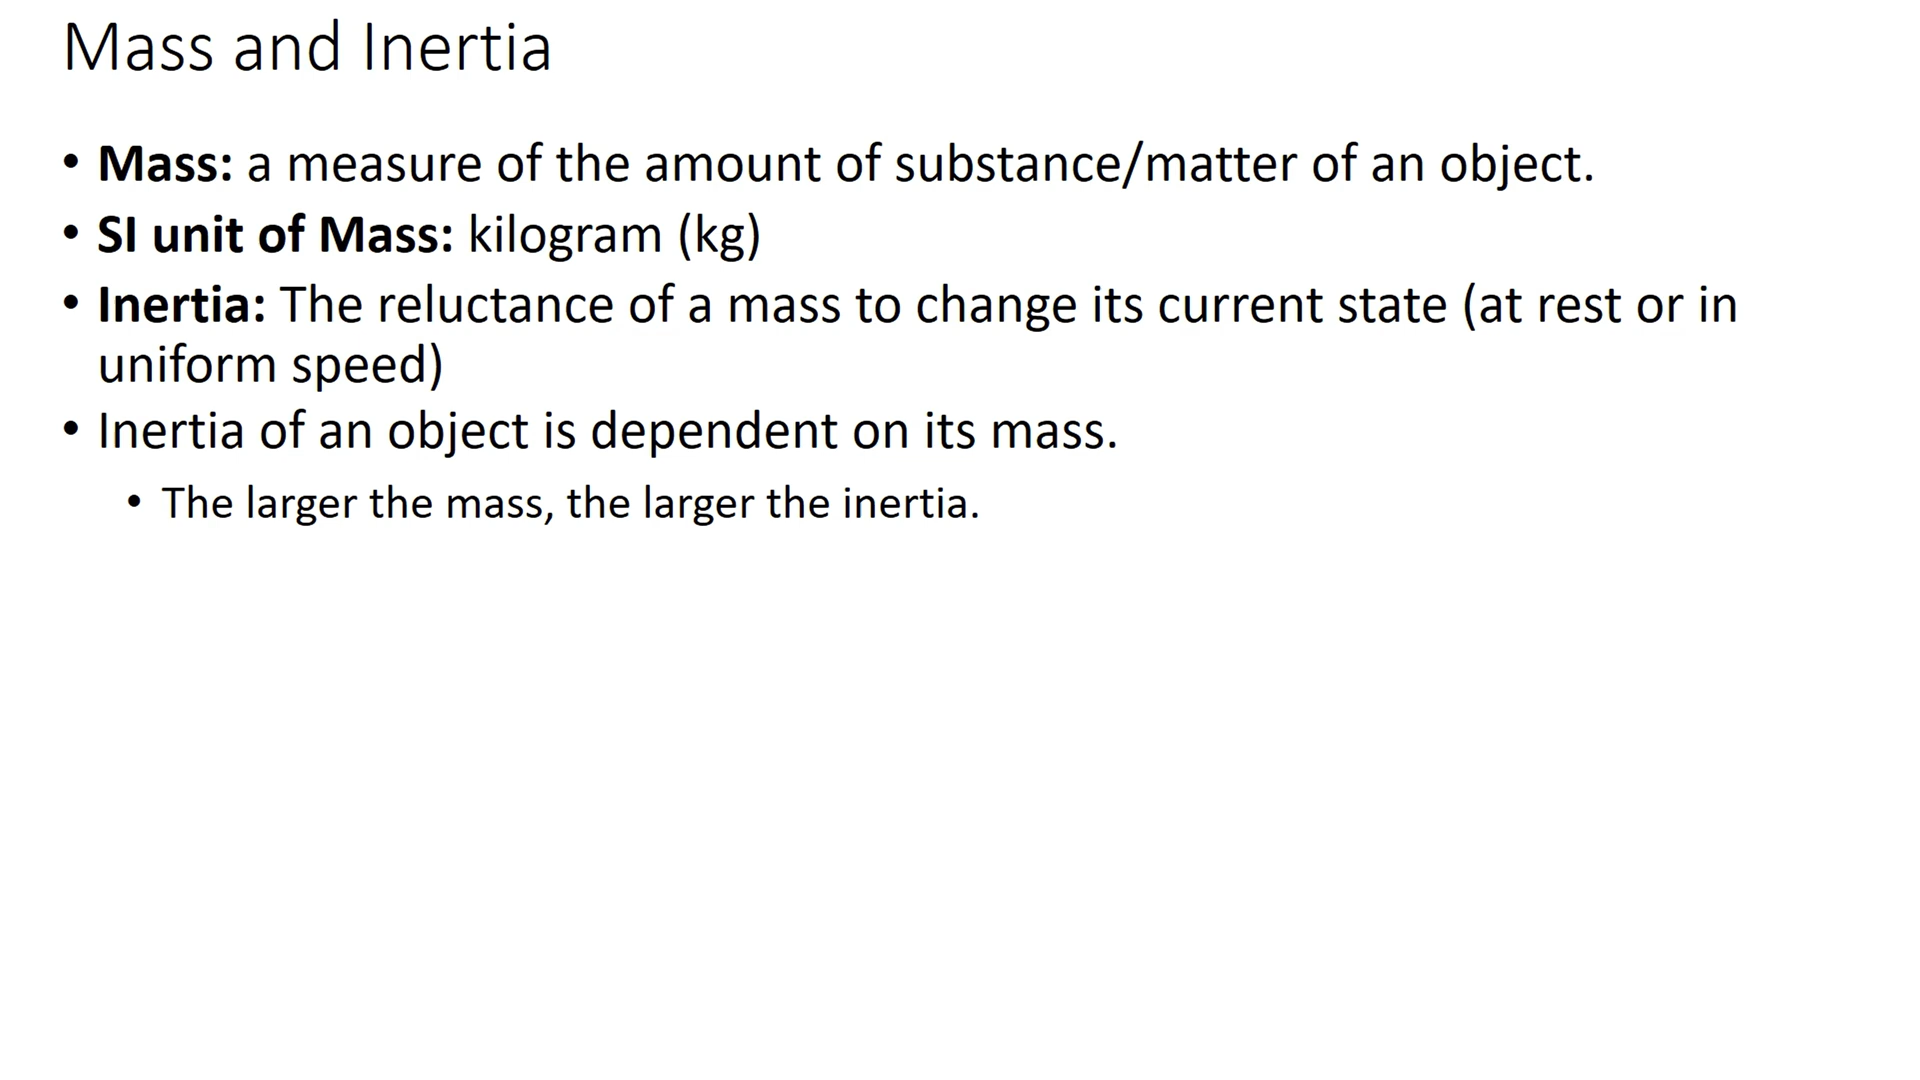 Mass and Inertia
• Mass: a measure of the amount of substance/matter of an object.
• SI unit of Mass: kilogram (kg)
• Inertia: The reluctance of a mass to change its current state (at rest or in
uniform speed)
• Inertia of an object is dependent on its mass.
• The larger the mass, the larger the inertia.